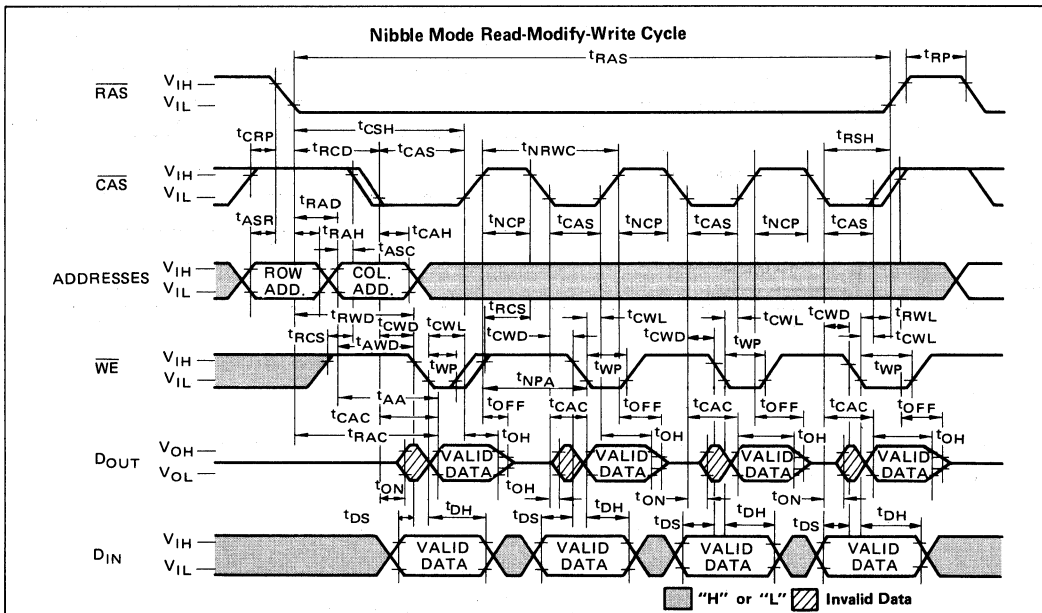 Nibble Mode Read-Modify-Write Cycle
tRAS
tRP
RAS
VIH
VIL
tCSH
tCRP
tRCD
tCAS
tNRWC
tRSH
CAS
VIH
VIL
tRAD
tASR
tRAH
tCAH
tASC
tNCP
tCAS
tNCP
tCAS
tNCP
tCAS
ADDRESSES
VIH
VIL
ROW ADD.
COL. ADD.
tRWD
tRCS
tCWD
tAWD
tCWL
tRCS
tCWD
tCWL
tCWD
tCWL
tCWD
tRWL
tCWL
WE
VIH
VIL
tWP
tWP
tWP
tWP
tNPA
tAA
tCAC
tRAC
tOFF
tCAC
tOFF
tCAC
tOFF
tCAC
tOFF
tOH
tOH
tOH
tOH
DOUT
VOH
VOL
VALID DATA
VALID DATA
VALID DATA
VALID DATA
tON
tOH
tON
tON
tDS
tDH
tDS
tDH
tDS
tDH
tDS
tDH
DIN
VIH
VIL
VALID DATA
VALID DATA
VALID DATA
VALID DATA
"H" or "L"
Invalid Data